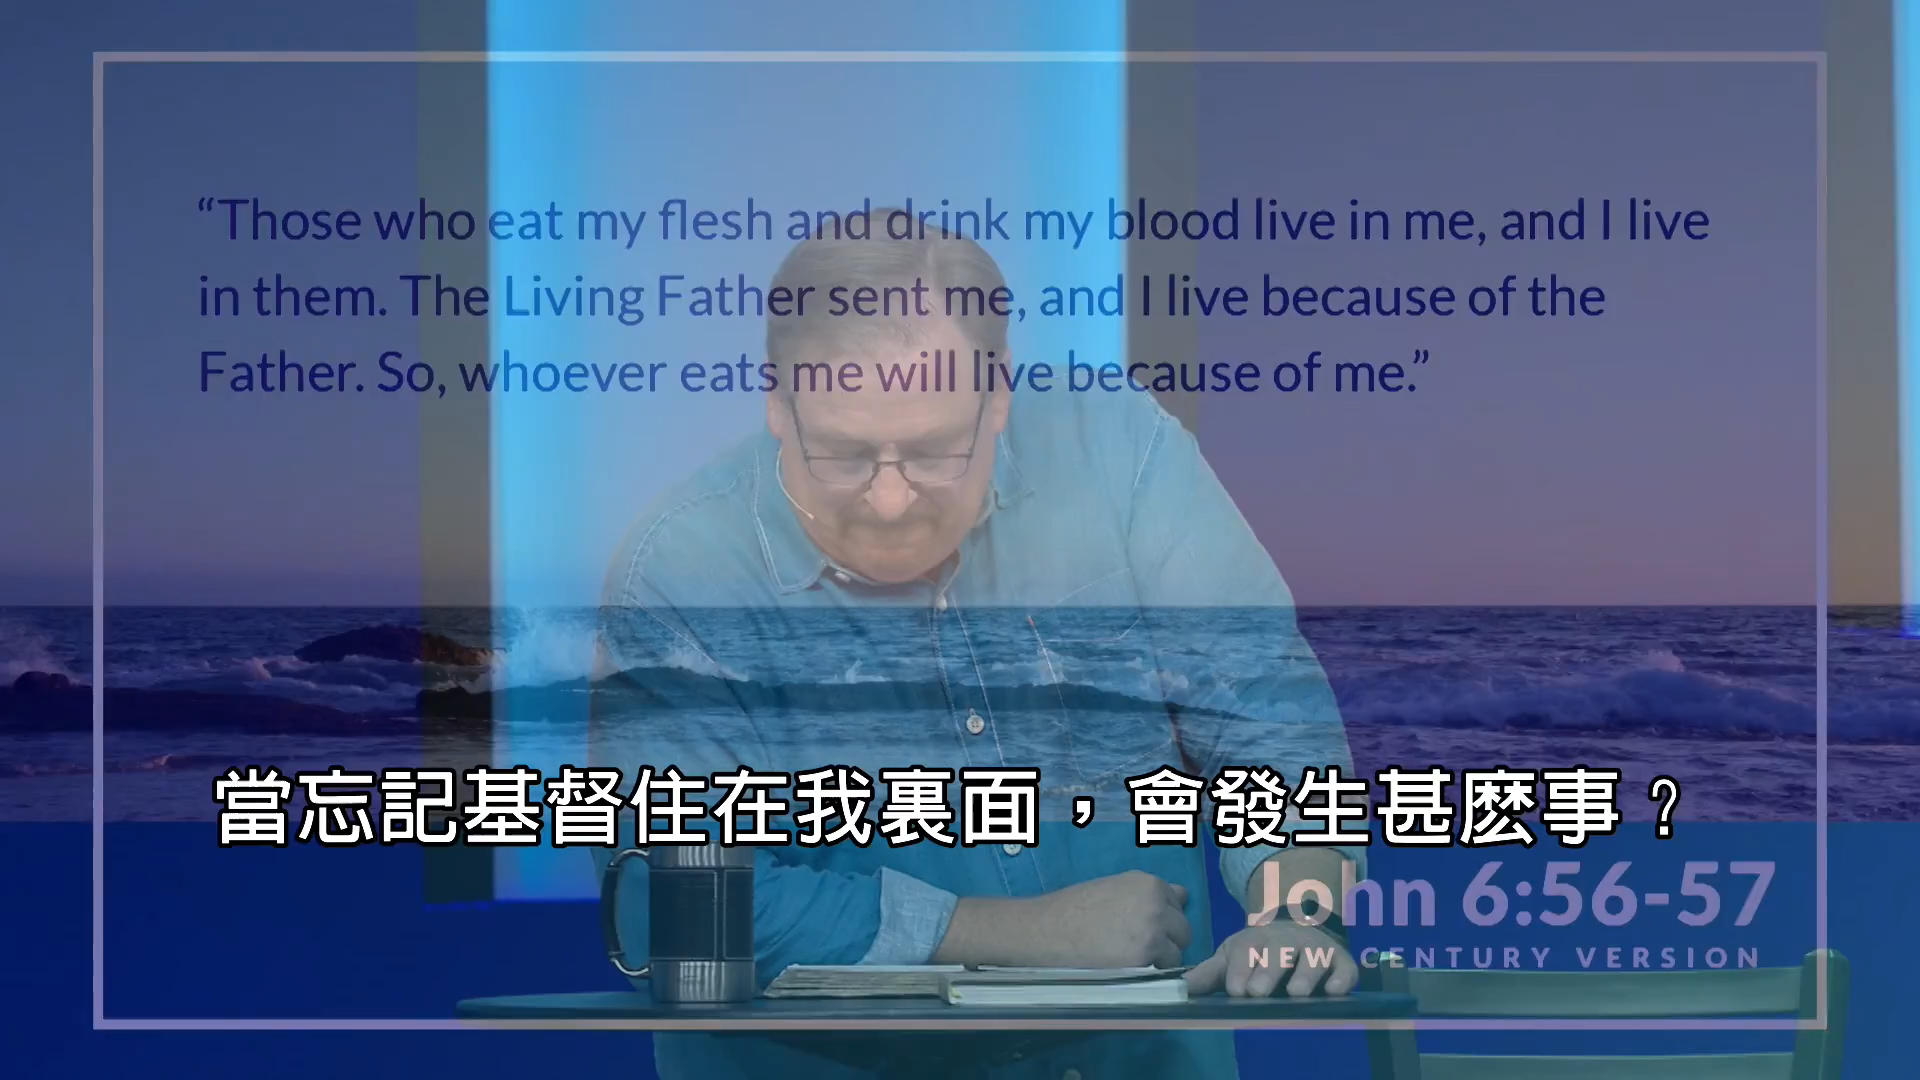 “Those who eat my flesh and drink my blood live in me, and I live
in them. The Living Father sent me, and I live because of the
Father. So, whoever eats me will live because of me.”
當忘記基督住在我裏面，會發生甚麽事？
John 6:56-57
NEW CENTURY VERSION